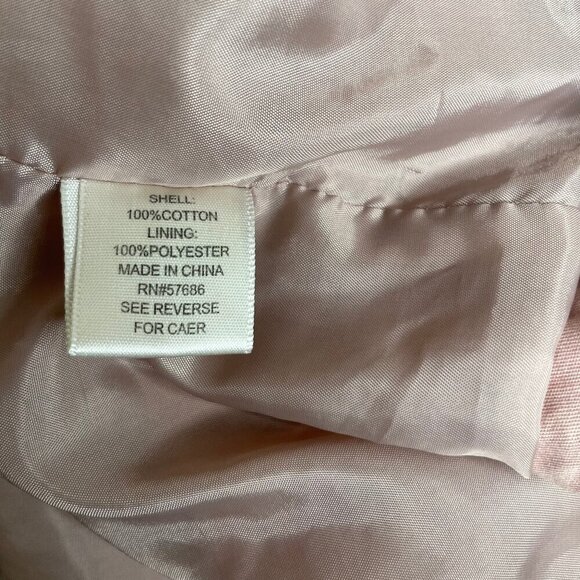 SHELL:
100%COTTON
LINING:
100%POLYESTER
MADE IN CHINA
RN#57686
SEE REVERSE
FOR CAER